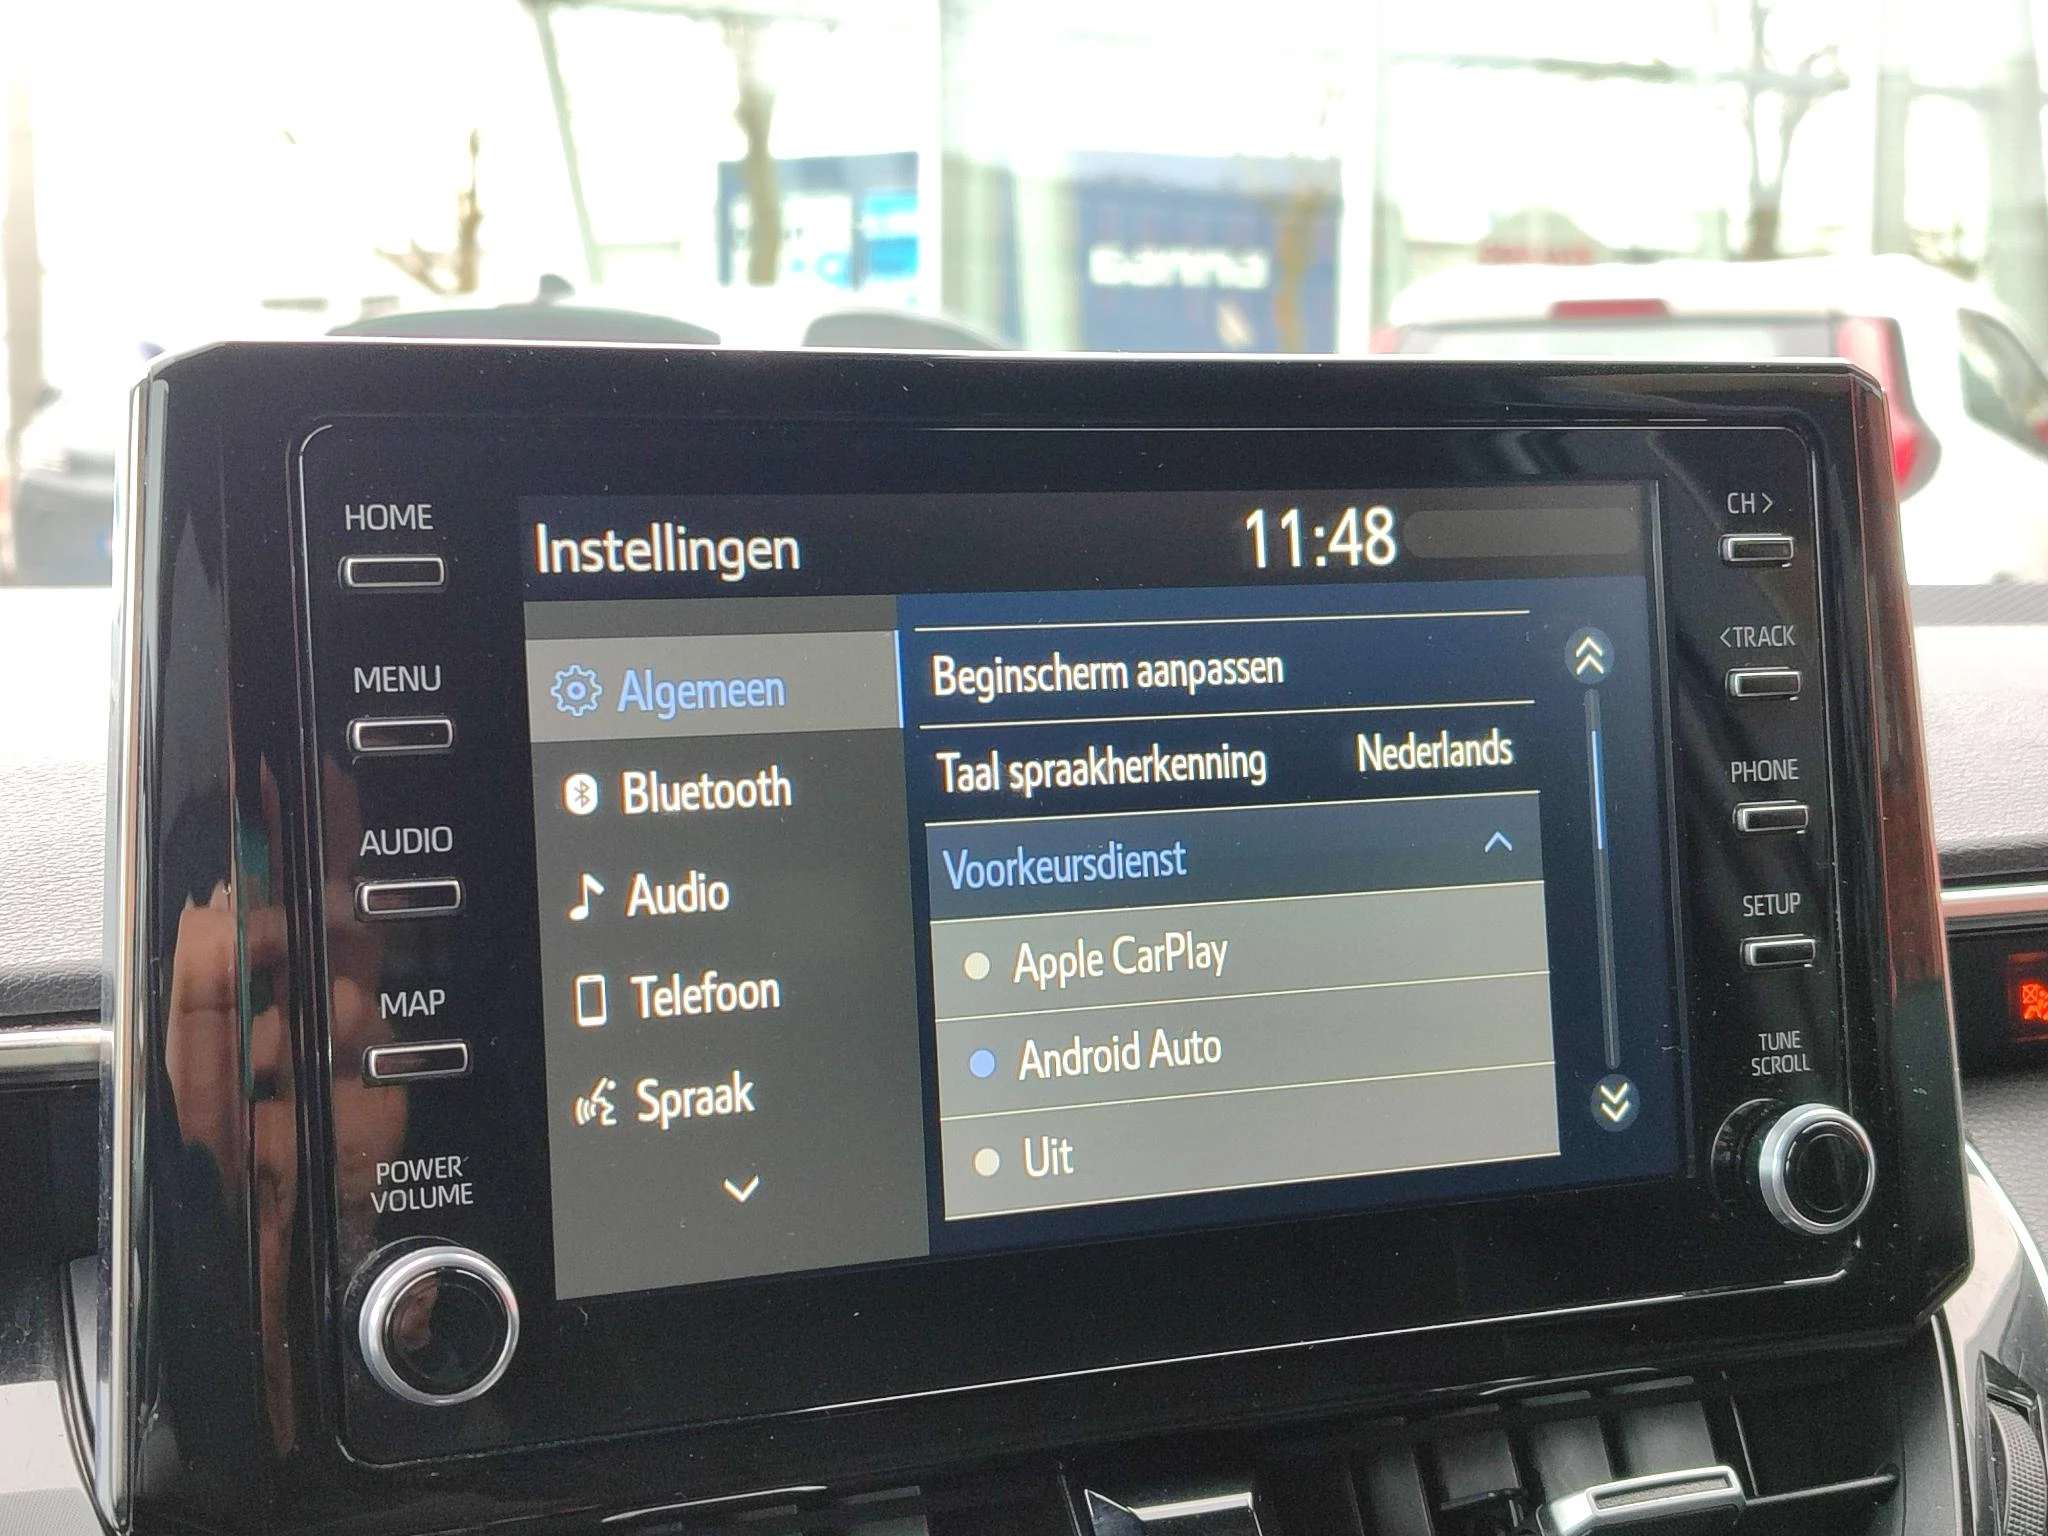 HOME
MENU
AUDIO
MAP
POWER
VOLUME
Instellingen
11:48
Algemeen
Bluetooth
Audio
Telefoon
Spraak
Beginscherm aanpassen
Taal spraakherkenning Nederlands
Voorkeursdienst
Apple CarPlay
Android Auto
Uit
CH>
<TRACK
PHONE
SETUP
TUNE
SCROLL